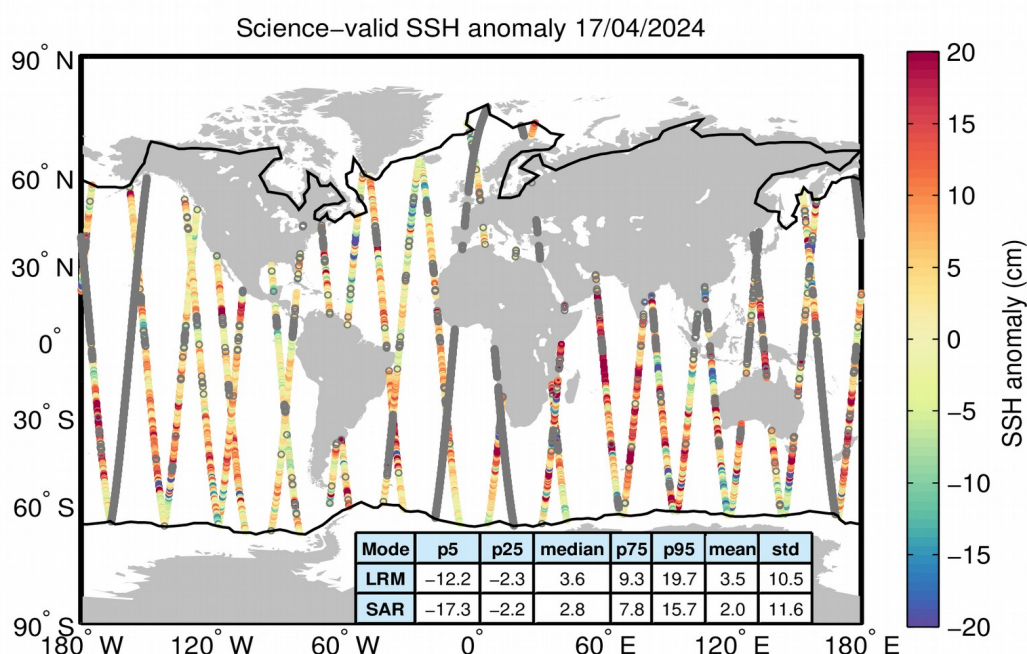 Science−valid SSH anomaly 17/04/2024
90° N
60° N
30° N
0°
30° S
60° S
90° S
180° W
120° W
60° W
0°
60° E
120° E
180° E
Mode p5 p25 median p75 p95 mean std
LRM −12.2 −2.3 3.6 9.3 19.7 3.5 10.5
SAR −17.3 −2.2 2.8 7.8 15.7 2.0 11.6
20
15
10
5
0
−5
−10
−15
−20
SSH anomaly (cm)